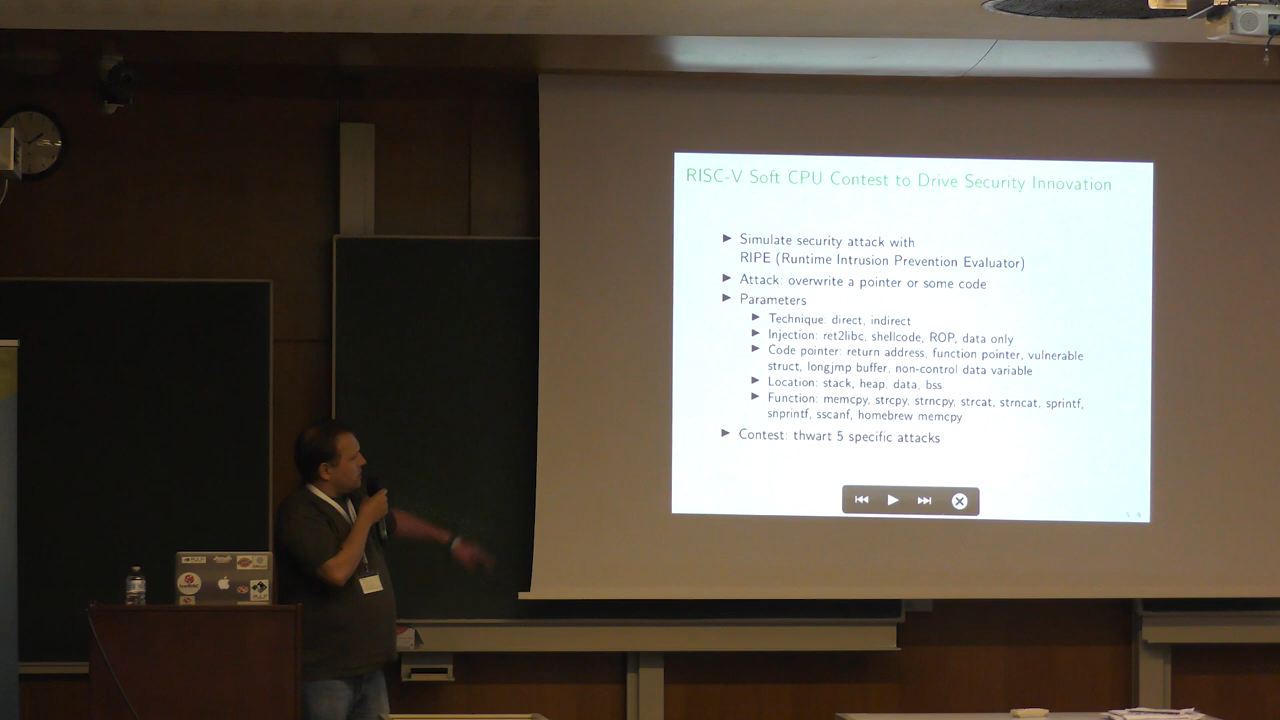 RISC-V Soft CPU Contest to Drive Security Innovation
Simulate security attack with
RIPE (Runtime Intrusion Prevention Evaluator)
Attack: overwrite a pointer or some code
Parameters
Technique: direct, indirect
Injection: ret2libc, shellcode, ROP, data only
Code pointer: return address, function pointer, vulnerable
struct, longjmp buffer, non-control data variable
Location: stack, heap, data, bss
Function: memcpy, strcpy, strncpy, strcat, strncat, sprintf,
snprintf, sscanf, homebrew memcpy
Contest: thwart 5 specific attacks